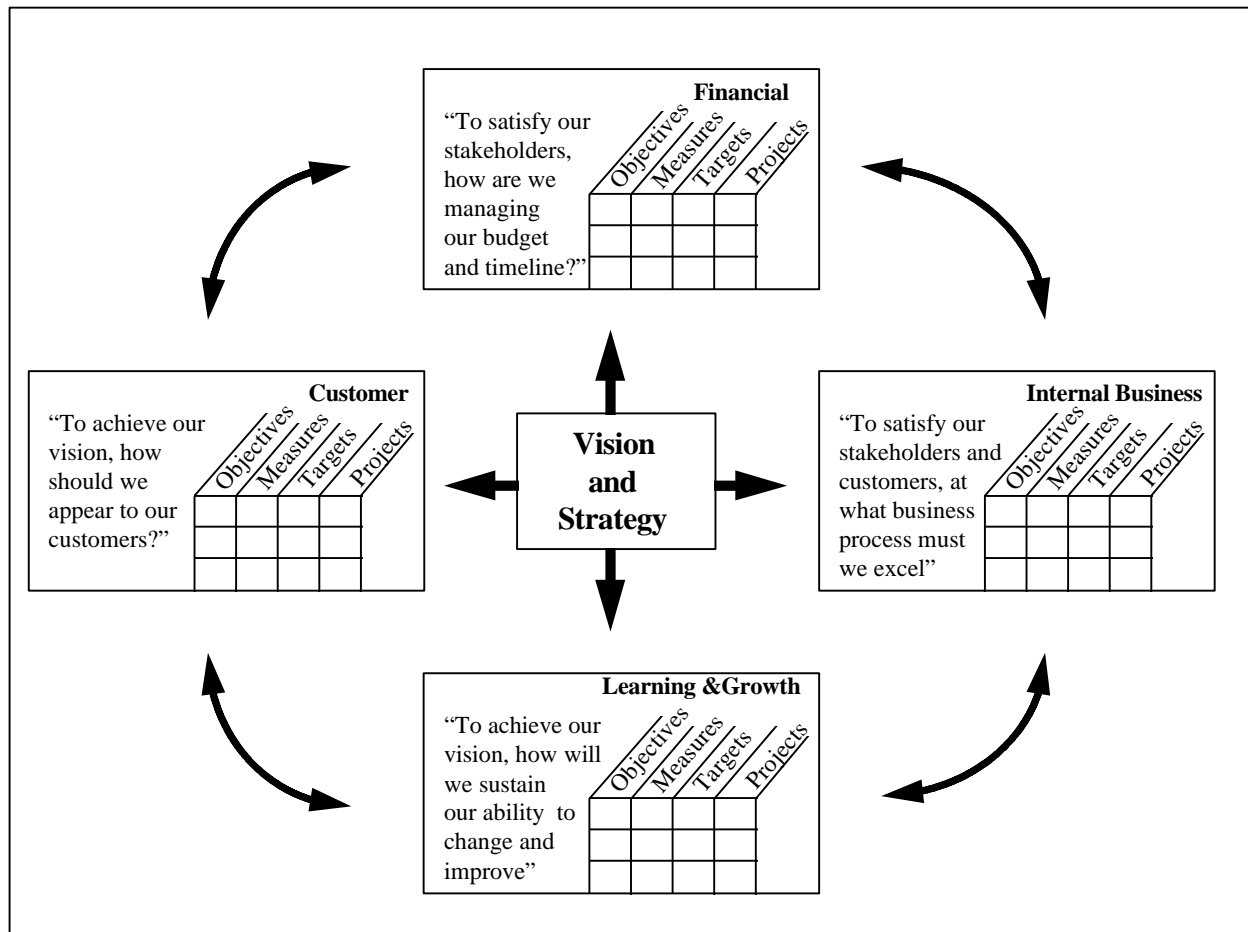 Financial
“To satisfy our
stakeholders,
how are we
managing
our budget
and timeline?”
Objectives
Measures
Targets
Projects
Customer
“To achieve our
vision, how
should we
appear to our
customers?”
Objectives
Measures
Targets
Projects
Vision
and
Strategy
Internal Business
“To satisfy our
stakeholders and
customers, at
what business
process must
we excel”
Objectives
Measures
Targets
Projects
Learning &Growth
“To achieve our
vision, how will
we sustain
our ability to
change and
improve”
Objectives
Measures
Targets
Projects